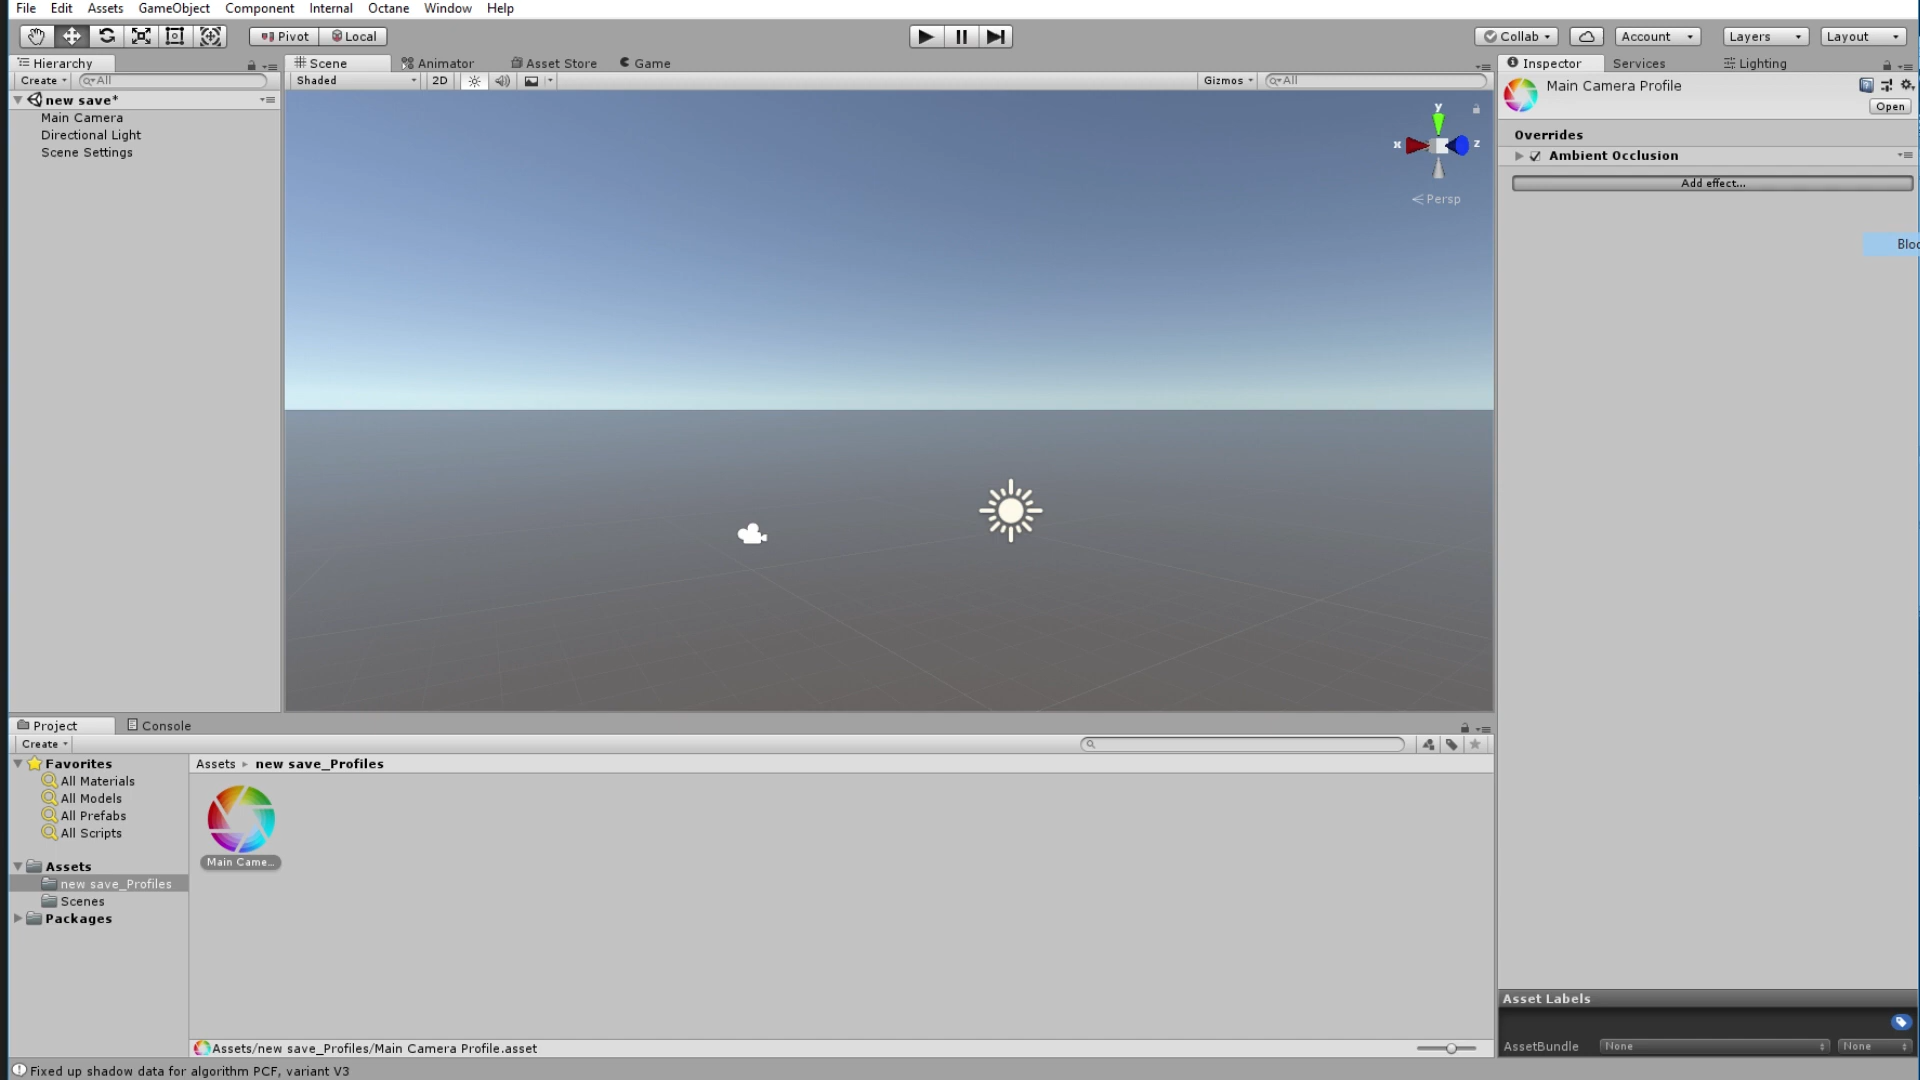 File Edit Assets GameObject Component Internal Octane Window Help
Pivot Local
Collab Account Layers Layout
Hierarchy
Create All
new save*
Main Camera
Directional Light
Scene Settings
Scene Animator Asset Store Game
Shaded 2D Gizmos All
y
x z
Persp
Inspector Services Lighting
Main Camera Profile
Open
Overrides
Ambient Occlusion
Add effect...
Project Console
Create
Favorites
All Materials
All Models
All Prefabs
All Scripts
Assets
new save_Profiles
Scenes
Packages
Assets new save_Profiles
Main Came...
Assets/new save_Profiles/Main Camera Profile.asset
Asset Labels
AssetBundle None None
Fixed up shadow data for algorithm PCF, variant V3